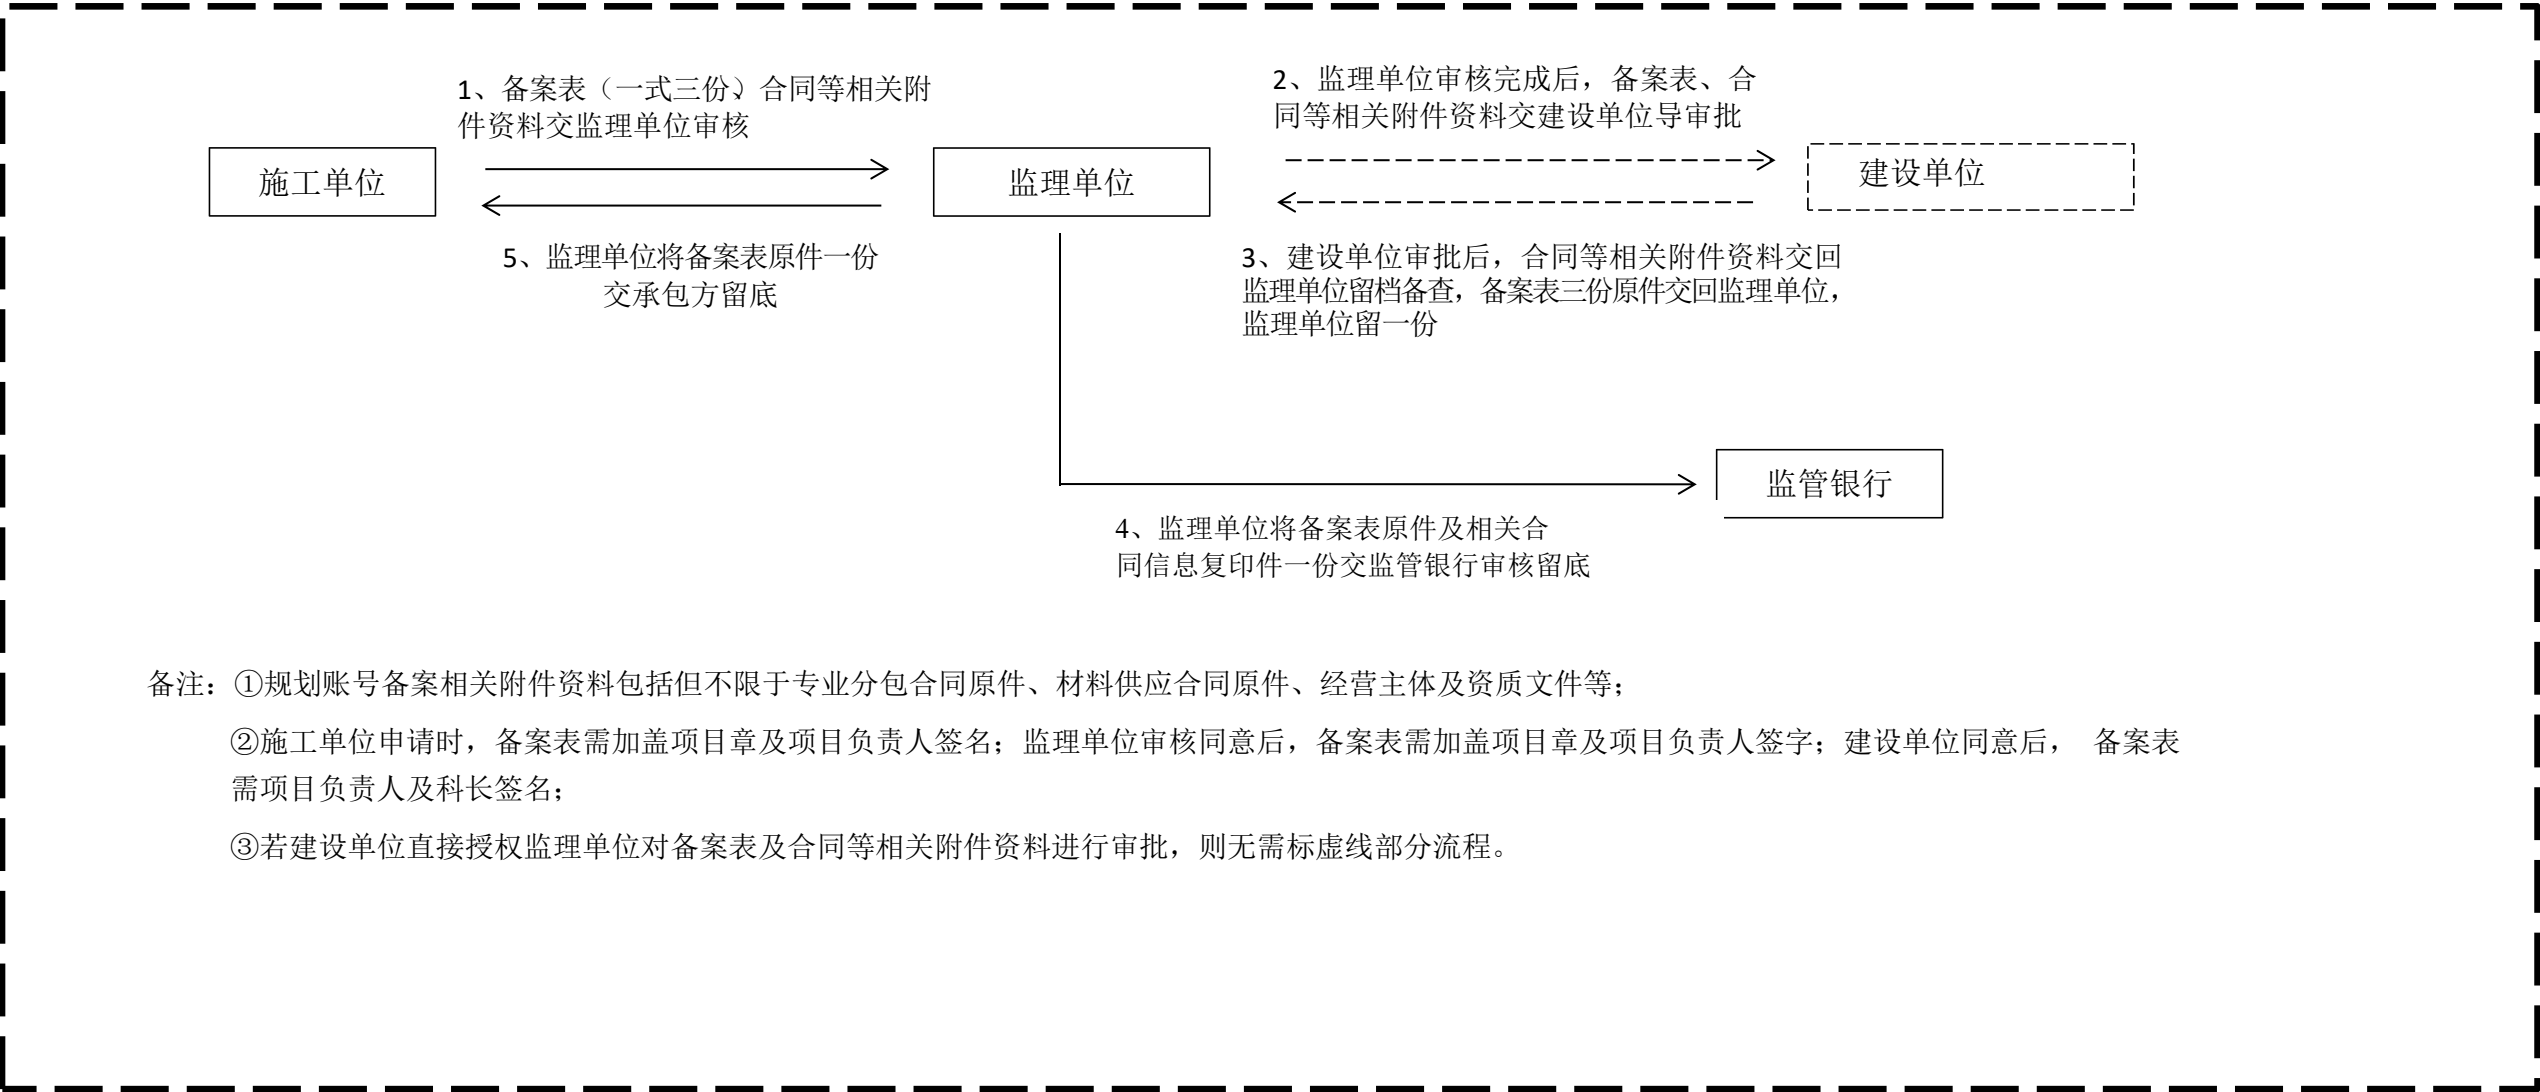 1、备案表（一式三份、）合同等相关附
件资料交监理单位审核
2、监理单位审核完成后，备案表、合
同等相关附件资料交建设单位导审批
施工单位
监理单位
建设单位
5、监理单位将备案表原件一份
交承包方留底
3、建设单位审批后，合同等相关附件资料交回
监理单位留档备查，备案表三份原件交回监理单位，
监理单位留一份
监管银行
4、监理单位将备案表原件及相关合
同信息复印件一份交监管银行审核留底
备注：①规划账号备案相关附件资料包括但不限于专业分包合同原件、材料供应合同原件、经营主体及资质文件等；
②施工单位申请时，备案表需加盖项目章及项目负责人签名；监理单位审核同意后，备案表需加盖项目章及项目负责人签字；建设单位同意后， 备案表
需项目负责人及科长签名；
③若建设单位直接授权监理单位对备案表及合同等相关附件资料进行审批，则无需标虚线部分流程。